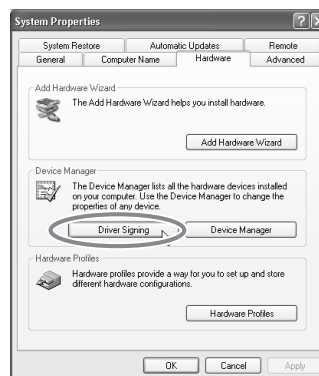 System Properties
System Restore Automatic Updates Remote
General Computer Name Hardware Advanced
Add Hardware Wizard
The Add Hardware Wizard helps you install hardware.
Add Hardware Wizard
Device Manager
The Device Manager lists all the hardware devices installed
on your computer. Use the Device Manager to change the
properties of any device.
Driver Signing Device Manager
Hardware Profiles
Hardware profiles provide a way for you to set up and store
different hardware configurations.
Hardware Profiles
OK Cancel Apply